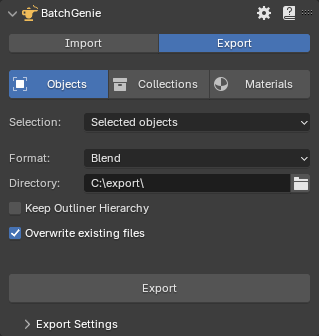 BatchGenie
Import Export
Objects Collections Materials
Selection: Selected objects
Format: Blend
Directory: C:\export\
Keep Outliner Hierarchy
Overwrite existing files
Export
Export Settings